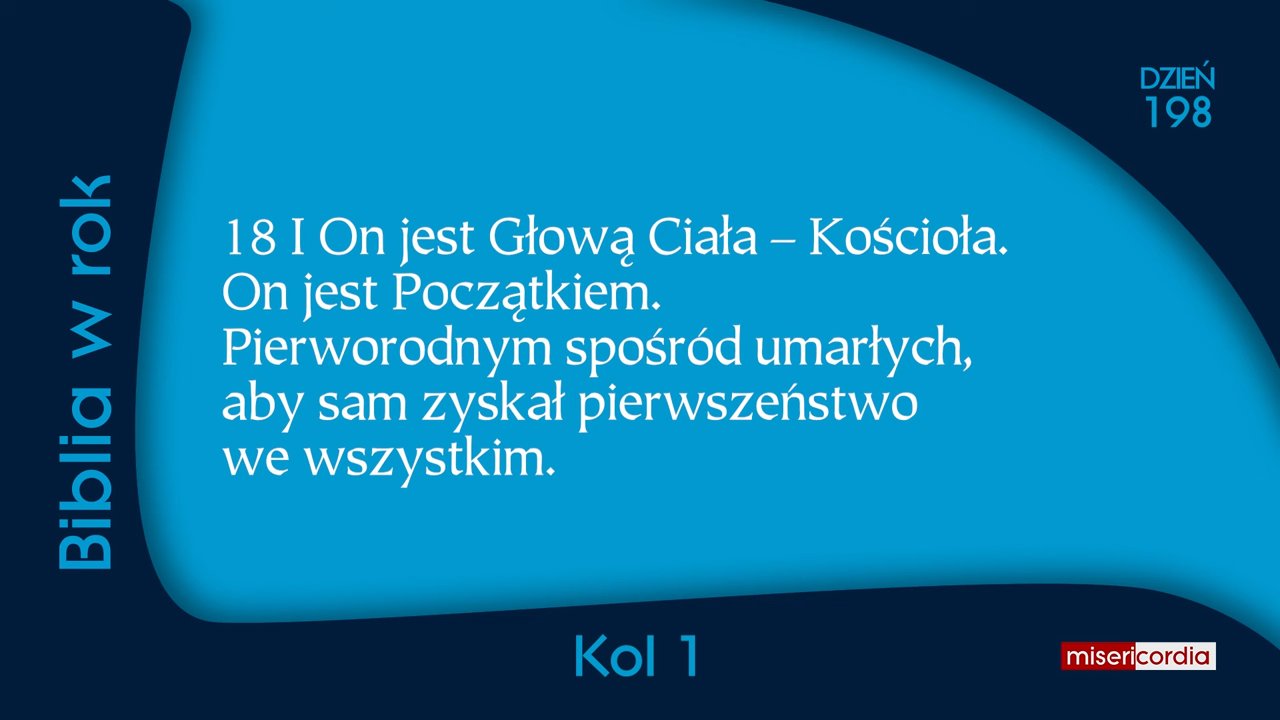 DZIEŃ
198
Biblia w rok
18 I On jest Głową Ciała – Kościoła.
On jest Początkiem.
Pierworodnym spośród umarłych,
aby sam zyskał pierwszeństwo
we wszystkim.
Kol 1
misericordia